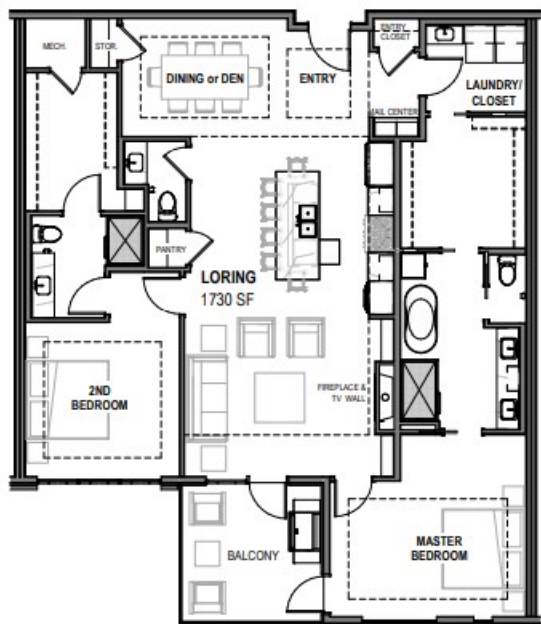 MECH.
STOR.
DINING or DEN
ENTRY
ENTRY
CLOSET
LAUNDRY/
CLOSET
MAIL CENTER
PANTRY
LORING
1730 SF
2ND
BEDROOM
FIREPLACE &
TV WALL
BALCONY
MASTER
BEDROOM